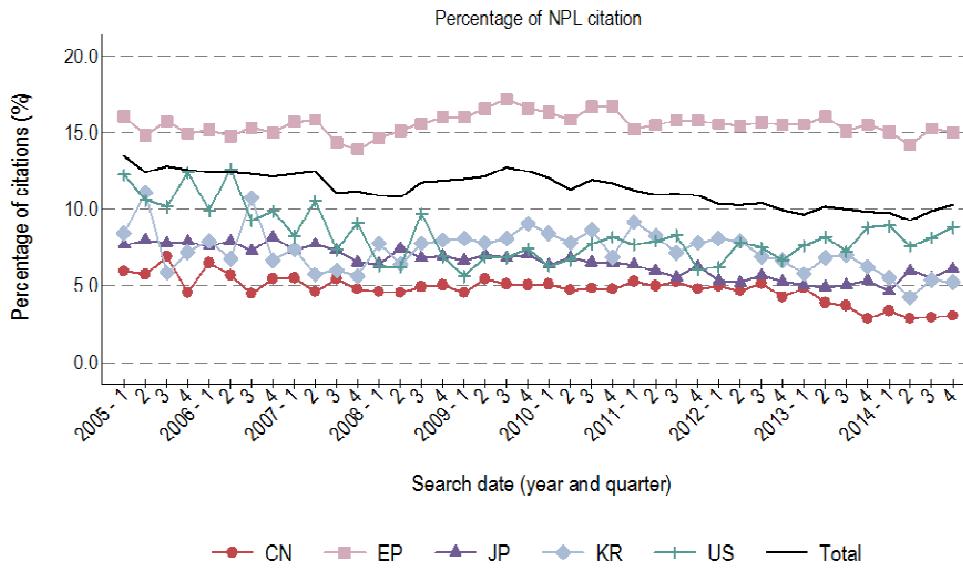 Percentage of NPL citation
Percentage of citations (%)
20.0
15.0
10.0
5.0
0.0
2005 - 1 2 3 4 2006 - 1 2 3 4 2007 - 1 2 3 4 2008 - 1 2 3 4 2009 - 1 2 3 4 2010 - 1 2 3 4 2011 - 1 2 3 4 2012 - 1 2 3 4 2013 - 1 2 3 4 2014 - 1 2 3 4
Search date (year and quarter)
CN EP JP KR US Total